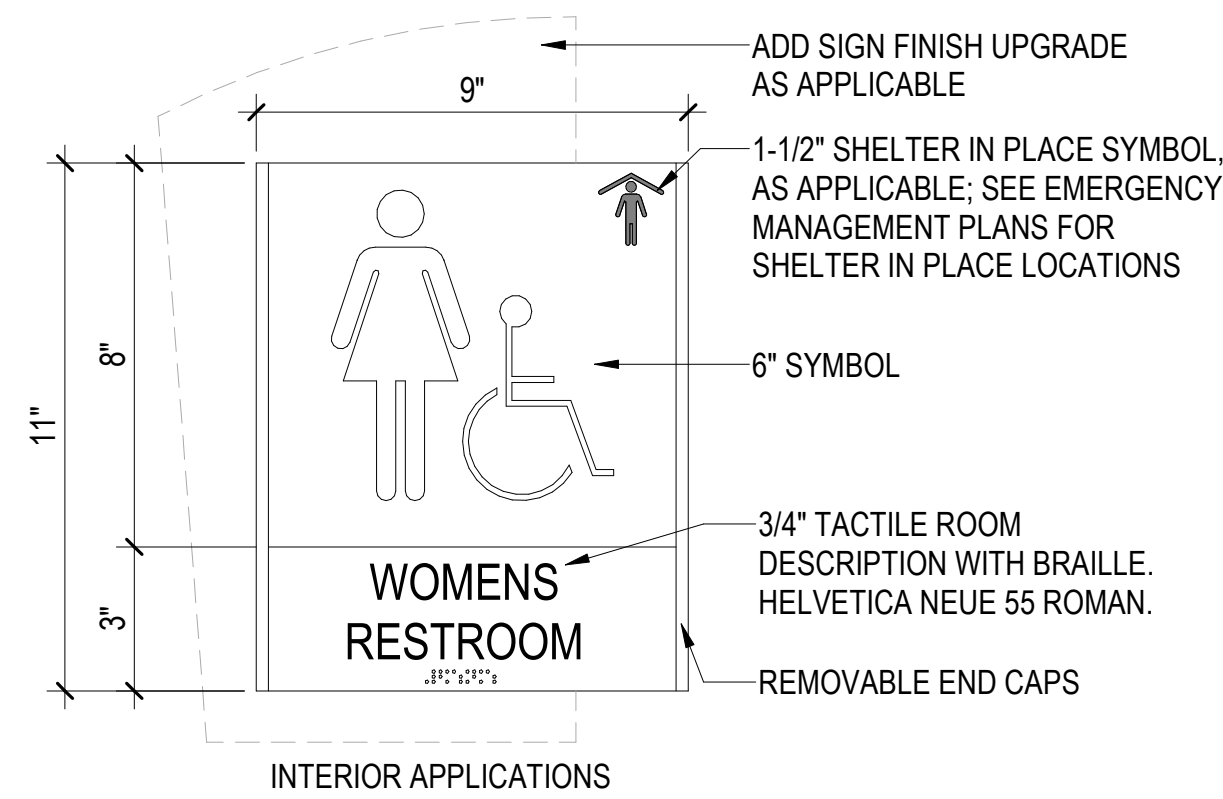 ADD SIGN FINISH UPGRADE
AS APPLICABLE
9"
1-1/2" SHELTER IN PLACE SYMBOL,
AS APPLICABLE; SEE EMERGENCY
MANAGEMENT PLANS FOR
SHELTER IN PLACE LOCATIONS
8"
11"
6" SYMBOL
3/4" TACTILE ROOM
DESCRIPTION WITH BRAILLE.
HELVETICA NEUE 55 ROMAN.
3"
WOMENS
RESTROOM
REMOVABLE END CAPS
INTERIOR APPLICATIONS